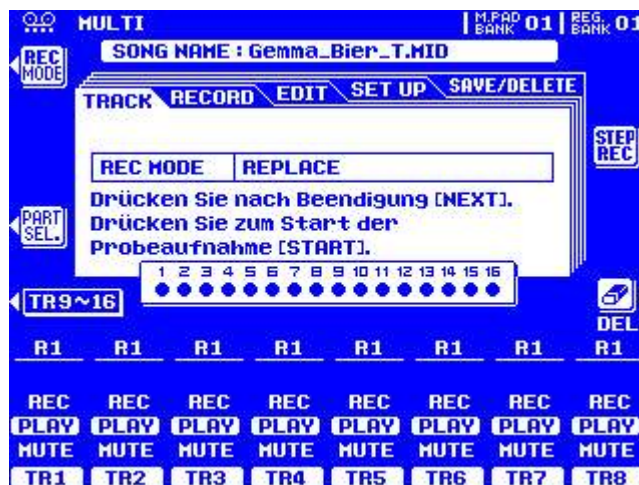 MULTI
M.PAD BANK 01
REG. BANK 01
REC MODE
SONG NAME : Gemma_Bier_T.MID
TRACK RECORD EDIT SET UP SAVE/DELETE
STEP REC
REC MODE REPLACE
PART SEL.
Drücken Sie nach Beendigung [NEXT].
Drücken Sie zum Start der
Probeaufnahme [START].
1 2 3 4 5 6 7 8 9 10 11 12 13 14 15 16
TR9~16
DEL
R1 R1 R1 R1 R1 R1 R1 R1
REC REC REC REC REC REC REC REC
PLAY PLAY PLAY PLAY PLAY PLAY PLAY PLAY
MUTE MUTE MUTE MUTE MUTE MUTE MUTE MUTE
TR1 TR2 TR3 TR4 TR5 TR6 TR7 TR8